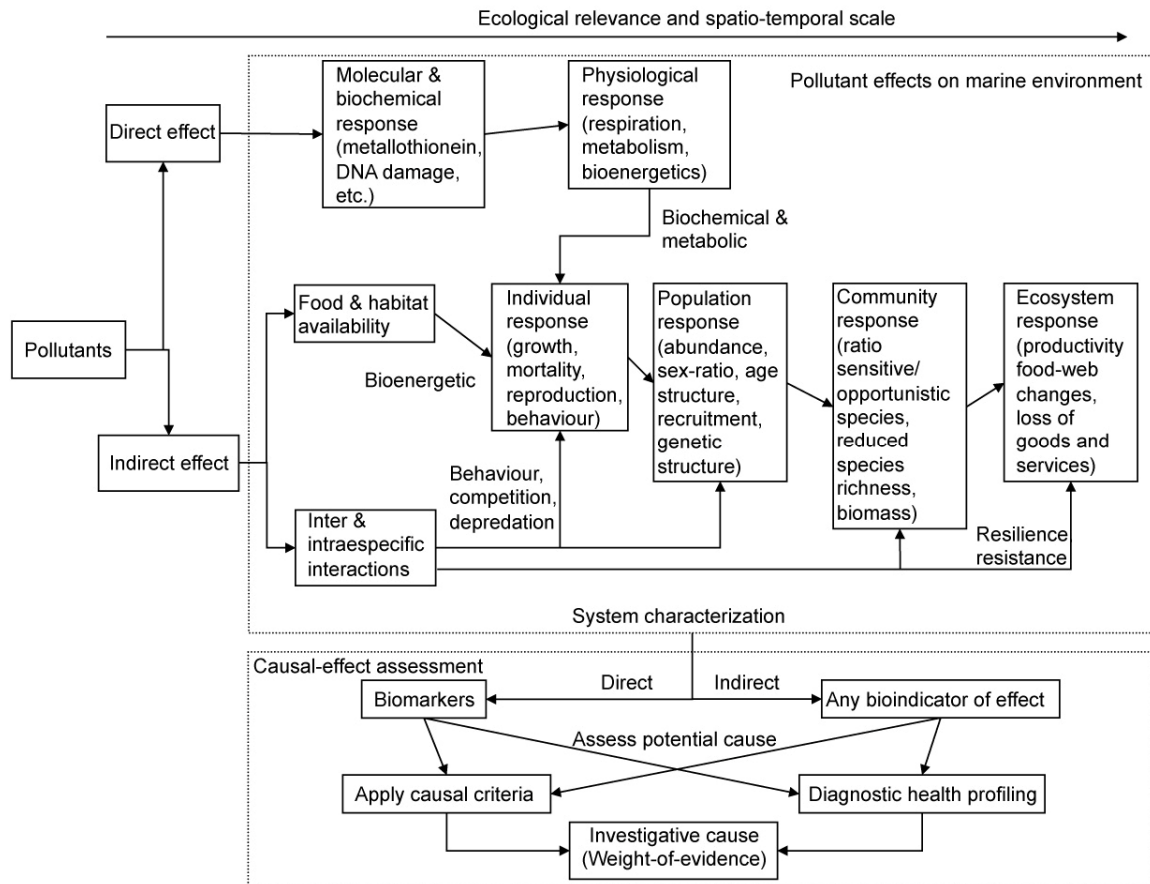 Ecological relevance and spatio-temporal scale
Pollutant effects on marine environment
Direct effect
Molecular &
biochemical
response
(metallothionein,
DNA damage,
etc.)
Physiological
response
(respiration,
metabolism,
bioenergetics)
Biochemical &
metabolic
Pollutants
Indirect effect
Food & habitat
availability
Bioenergetic
Individual
response
(growth,
mortality,
reproduction,
behaviour)
Population
response
(abundance,
sex-ratio, age
structure,
recruitment,
genetic
structure)
Community
response
(ratio
sensitive/
opportunistic
species,
reduced
species
richness,
biomass)
Ecosystem
response
(productivity
food-web
changes,
loss of
goods and
services)
Behaviour,
competition,
depredation
Inter &
intraespecific
interactions
Resilience
resistance
System characterization
Causal-effect assessment
Direct
Indirect
Biomarkers
Any bioindicator of effect
Assess potential cause
Apply causal criteria
Diagnostic health profiling
Investigative cause
(Weight-of-evidence)